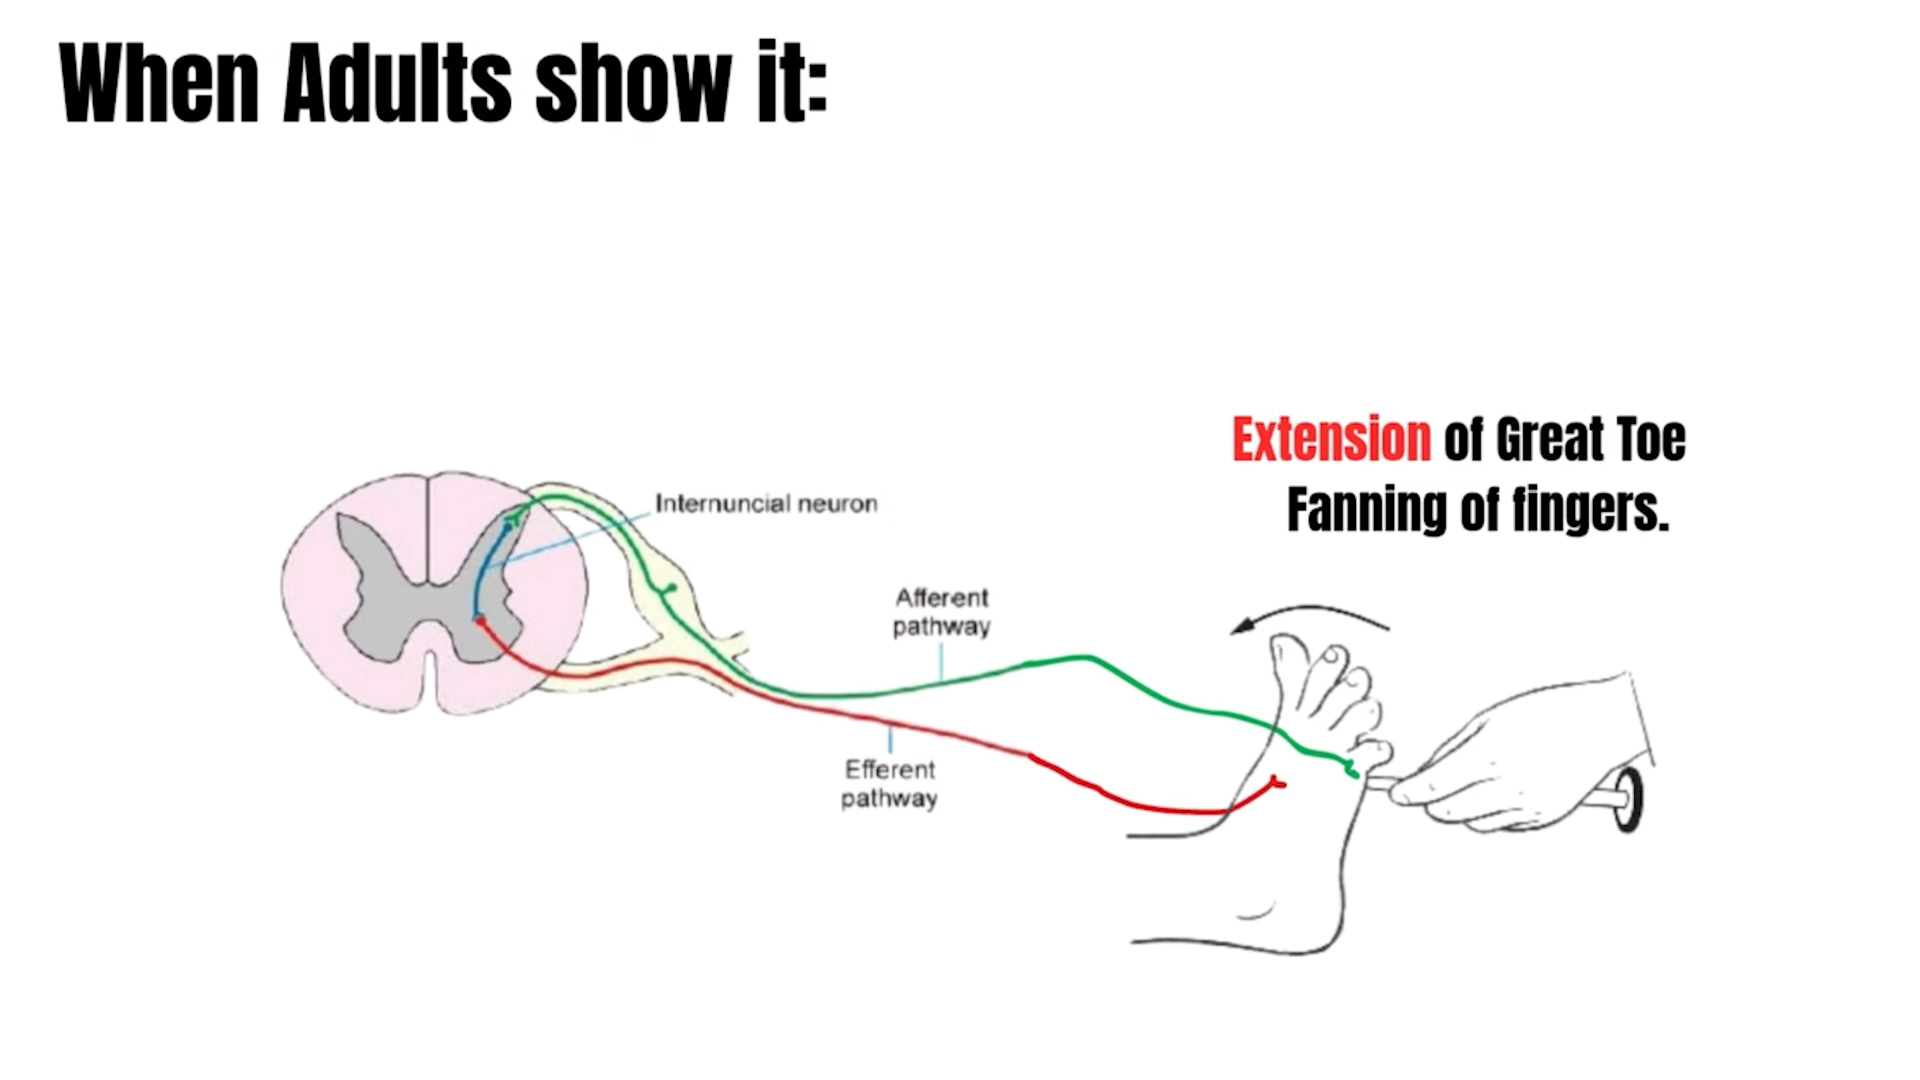 When Adults show it:
Extension of Great Toe
Fanning of fingers.
Internuncial neuron
Afferent
pathway
Efferent
pathway